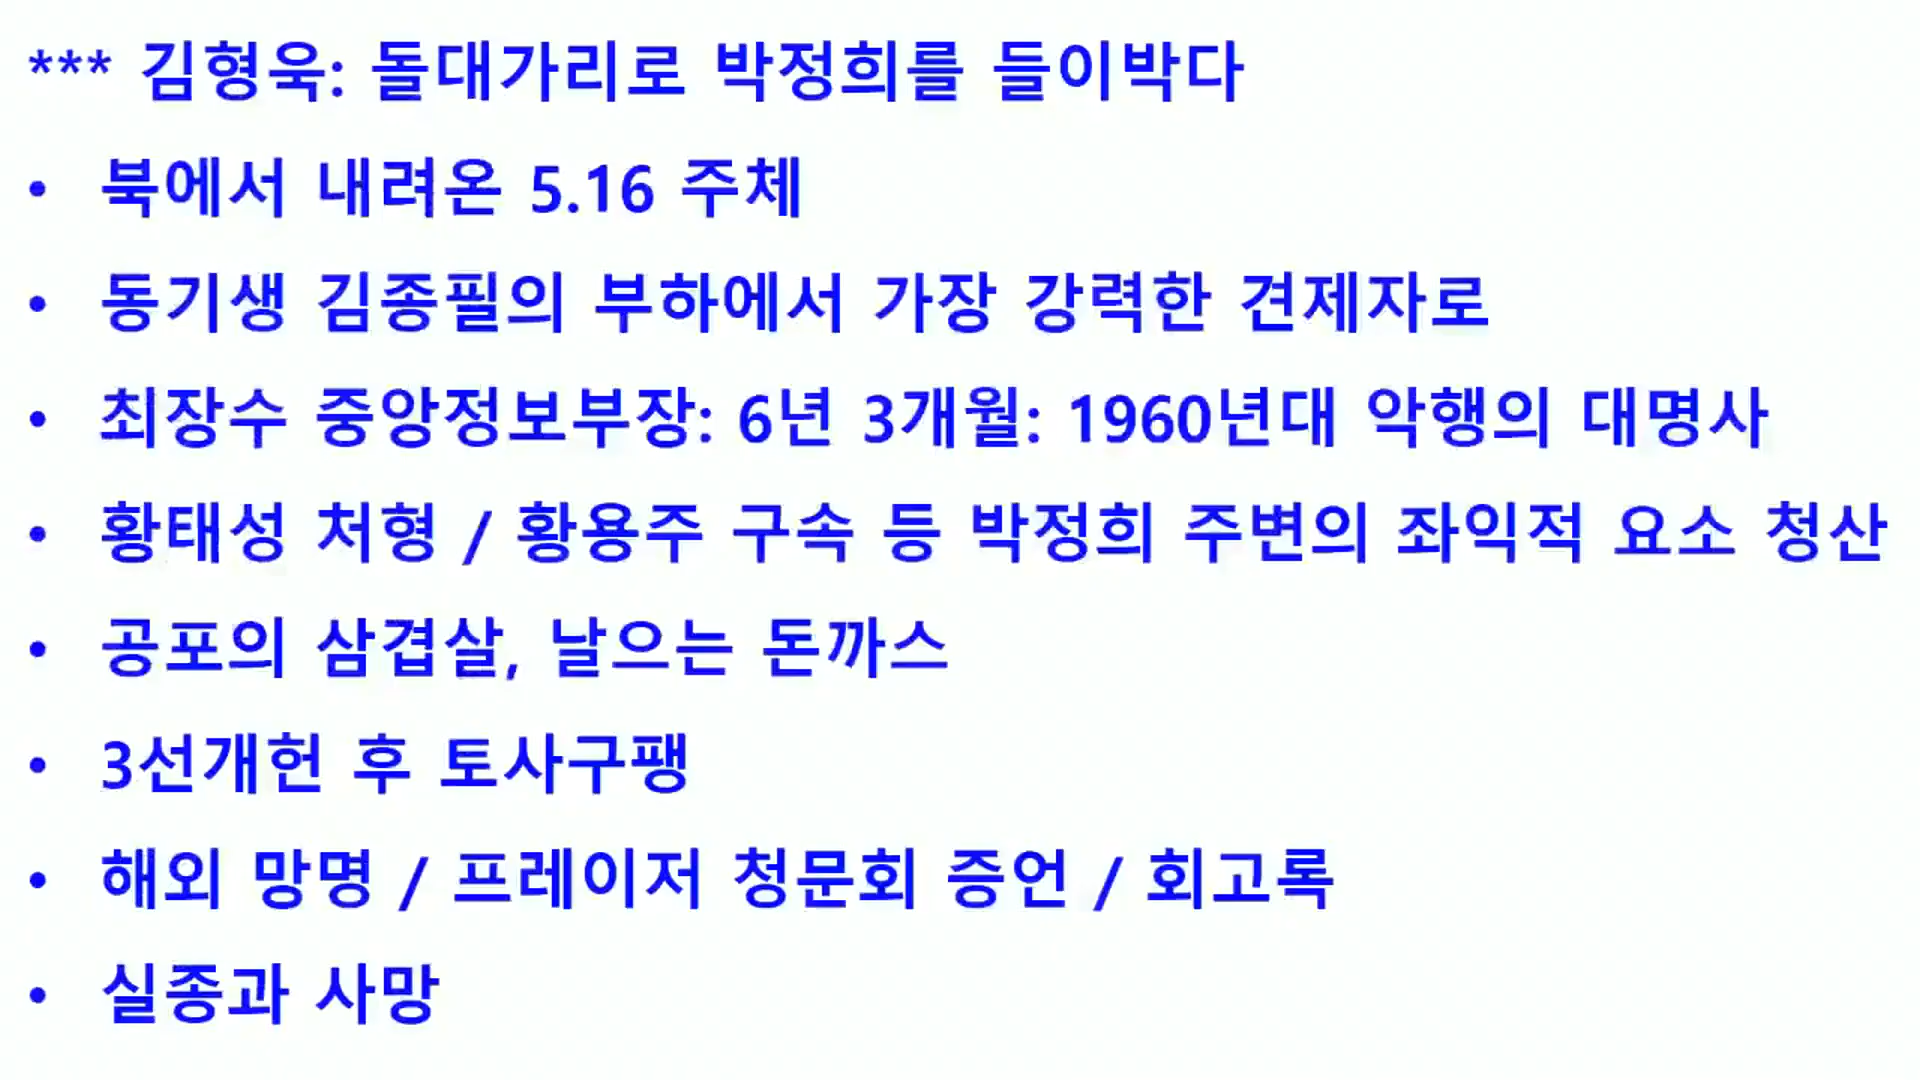 *** 김형욱: 돌대가리로 박정희를 들이박다
• 북에서 내려온 5.16 주체
• 동기생 김종필의 부하에서 가장 강력한 견제자로
• 최장수 중앙정보부장: 6년 3개월: 1960년대 악행의 대명사
• 황태성 처형 / 황용주 구속 등 박정희 주변의 좌익적 요소 청산
• 공포의 삼겹살, 날으는 돈까스
• 3선개헌 후 토사구팽
• 해외 망명 / 프레이저 청문회 증언 / 회고록
• 실종과 사망